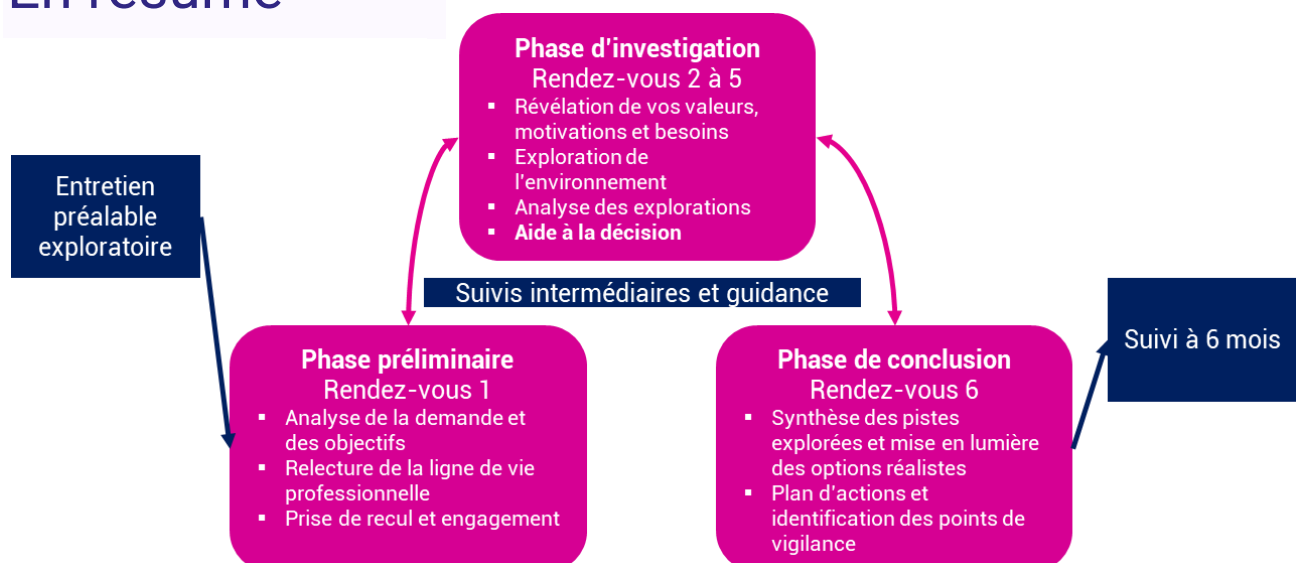 En résumé
Phase d'investigation
Rendez-vous 2 à 5
▪ Révélation de vos valeurs,
motivations et besoins
▪ Exploration de
l'environnement
▪ Analyse des explorations
▪ Aide à la décision
Entretien
préalable
exploratoire
Suivis intermédiaires et guidance
Phase préliminaire
Rendez-vous 1
▪ Analyse de la demande et
des objectifs
▪ Relecture de la ligne de vie
professionnelle
▪ Prise de recul et engagement
Phase de conclusion
Rendez-vous 6
▪ Synthèse des pistes
explorées et mise en lumière
des options réalistes
▪ Plan d'actions et
identification des points de
vigilance
Suivi à 6 mois